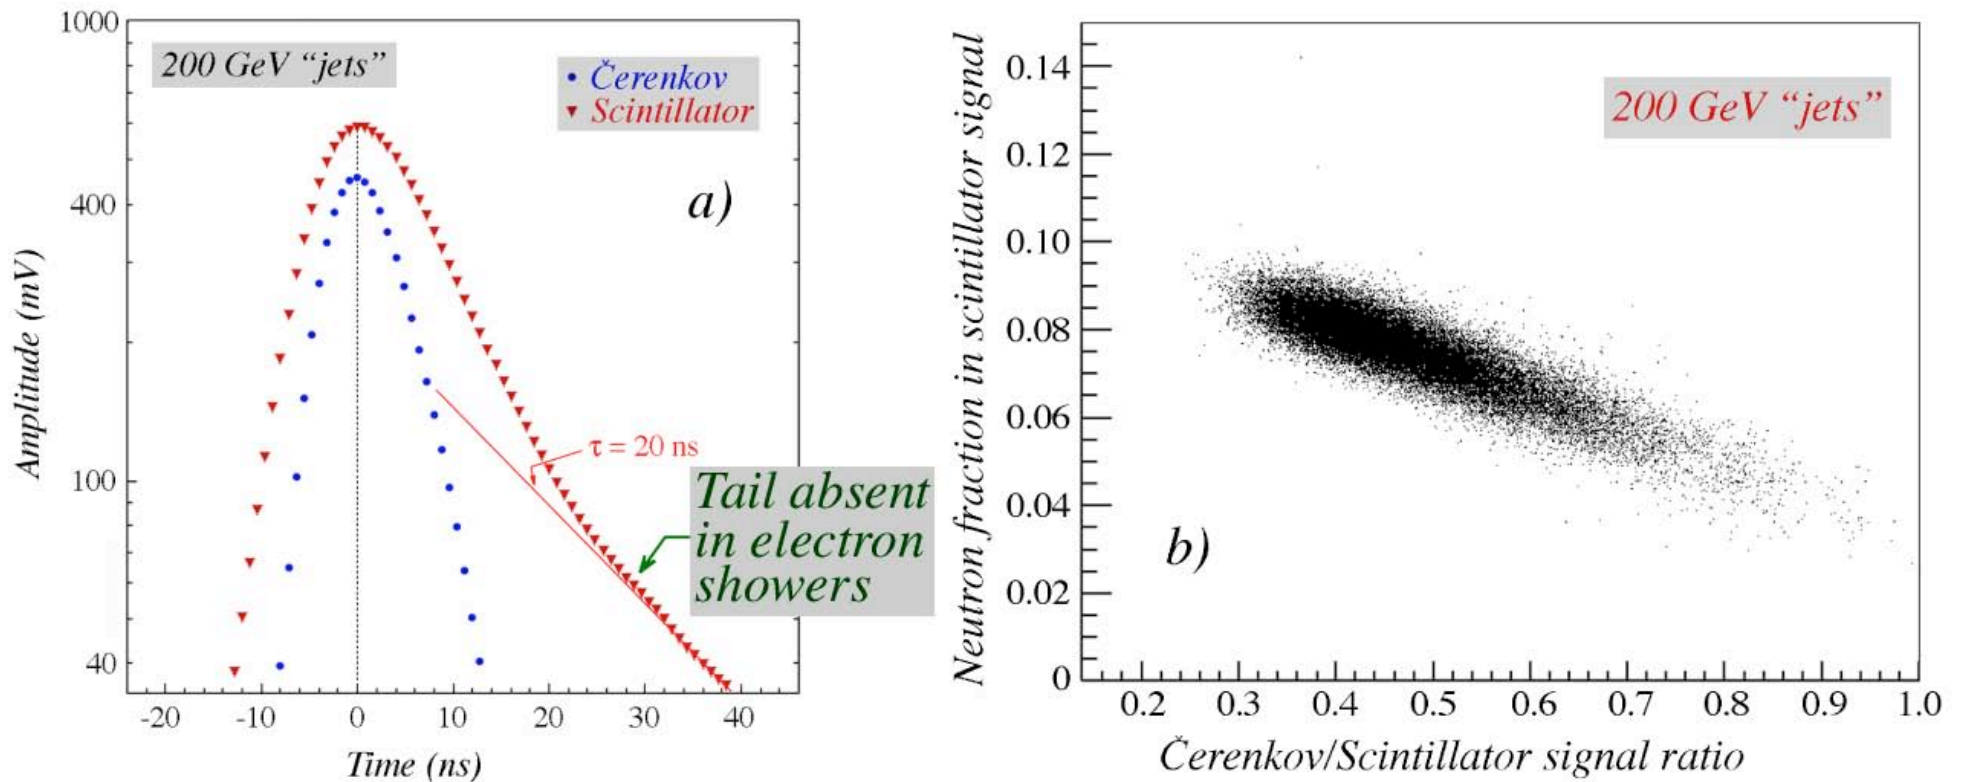 200 GeV “jets”
Čerenkov
Scintillator
a)
1000
400
100
40
Amplitude (mV)
τ = 20 ns
Tail absent
in electron
showers
-20 -10 0 10 20 30 40
Time (ns)
200 GeV “jets”
b)
0.14
0.12
0.10
0.08
0.06
0.04
0.02
0
Neutron fraction in scintillator signal
0.2 0.3 0.4 0.5 0.6 0.7 0.8 0.9 1.0
Čerenkov/Scintillator signal ratio